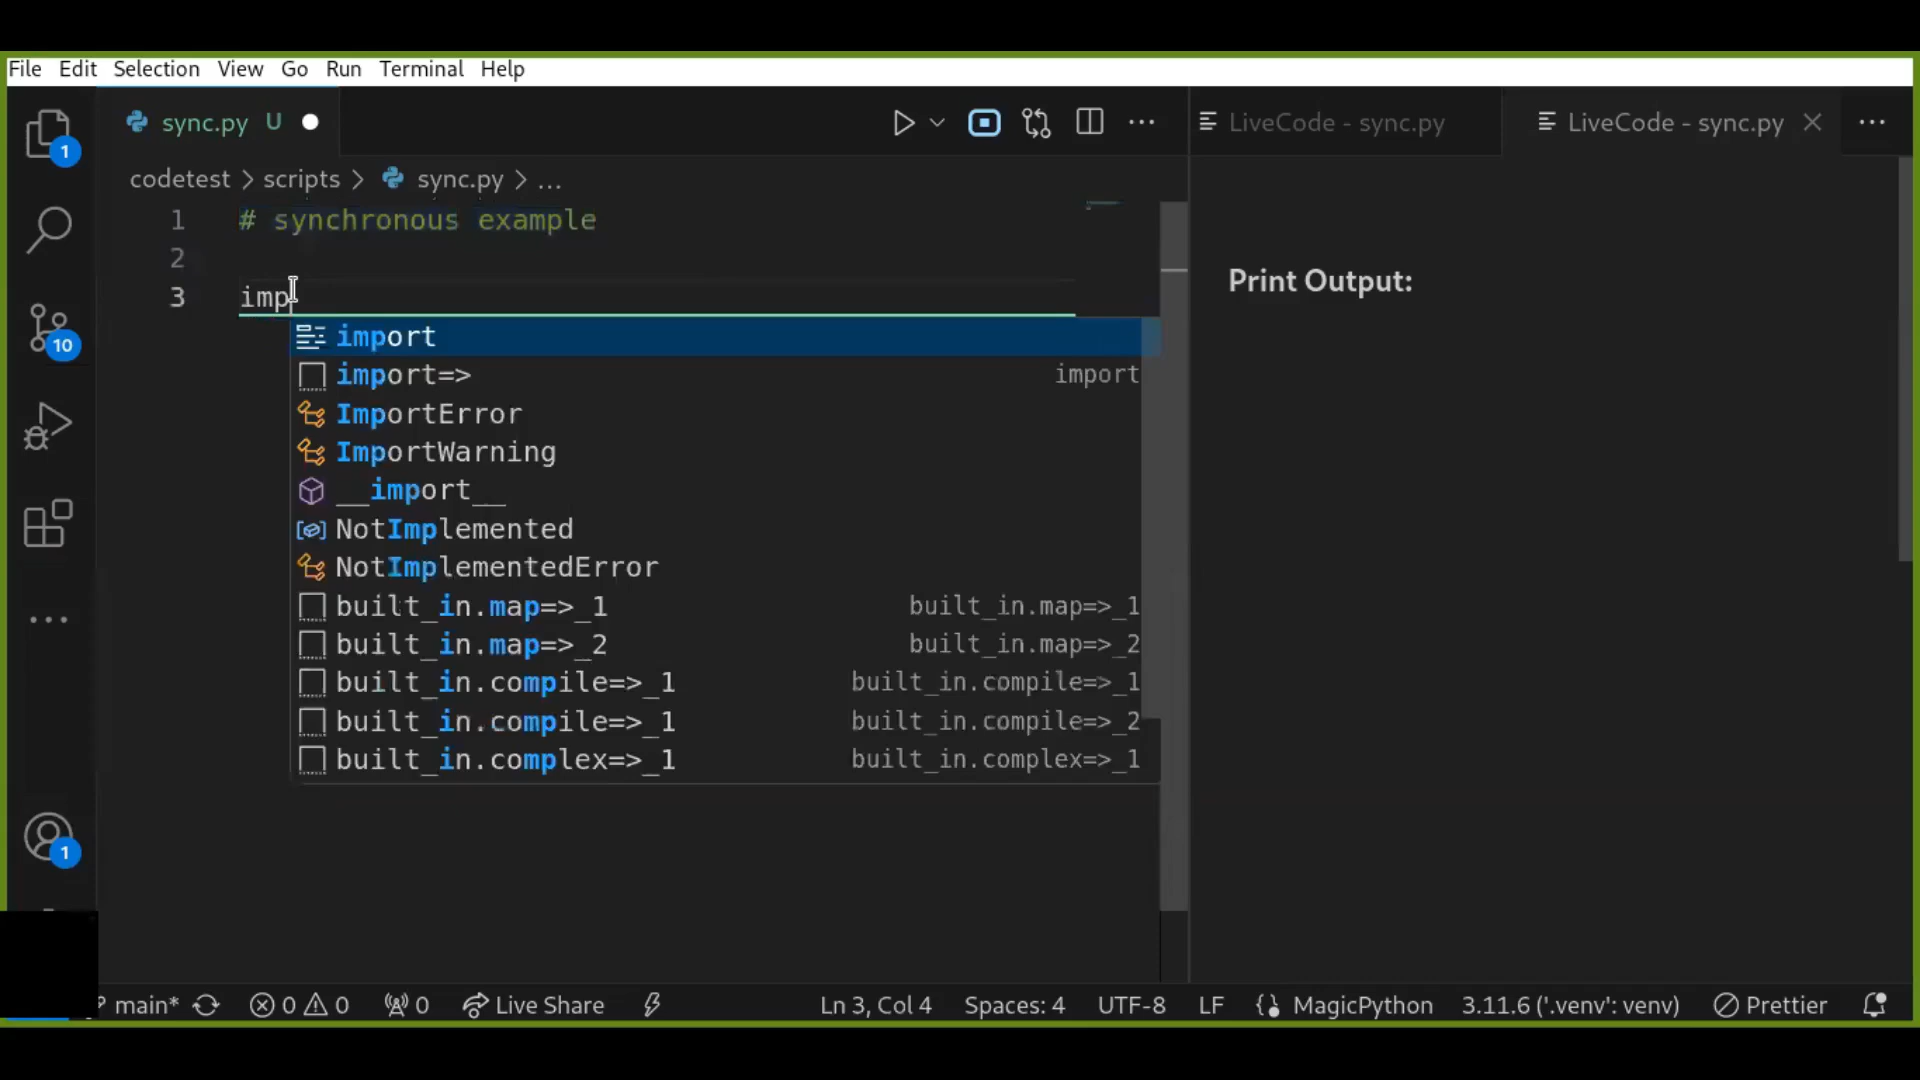 File Edit Selection View Go Run Terminal Help
sync.py U
LiveCode - sync.py
LiveCode - sync.py
codetest > scripts > sync.py > ...
1 # synchronous example
2
3 imp
Print Output:
import
import=> import
ImportError
ImportWarning
__import__
NotImplemented
NotImplementedError
built_in.map=>_1 built_in.map=>_1
built_in.map=>_2 built_in.map=>_2
built_in.compile=>_1 built_in.compile=>_1
built_in.compile=>_1 built_in.compile=>_2
built_in.complex=>_1 built_in.complex=>_1
1
10
1
main* 0 0 0 Live Share Ln 3, Col 4 Spaces: 4 UTF-8 LF MagicPython 3.11.6 ('.venv': venv) Prettier